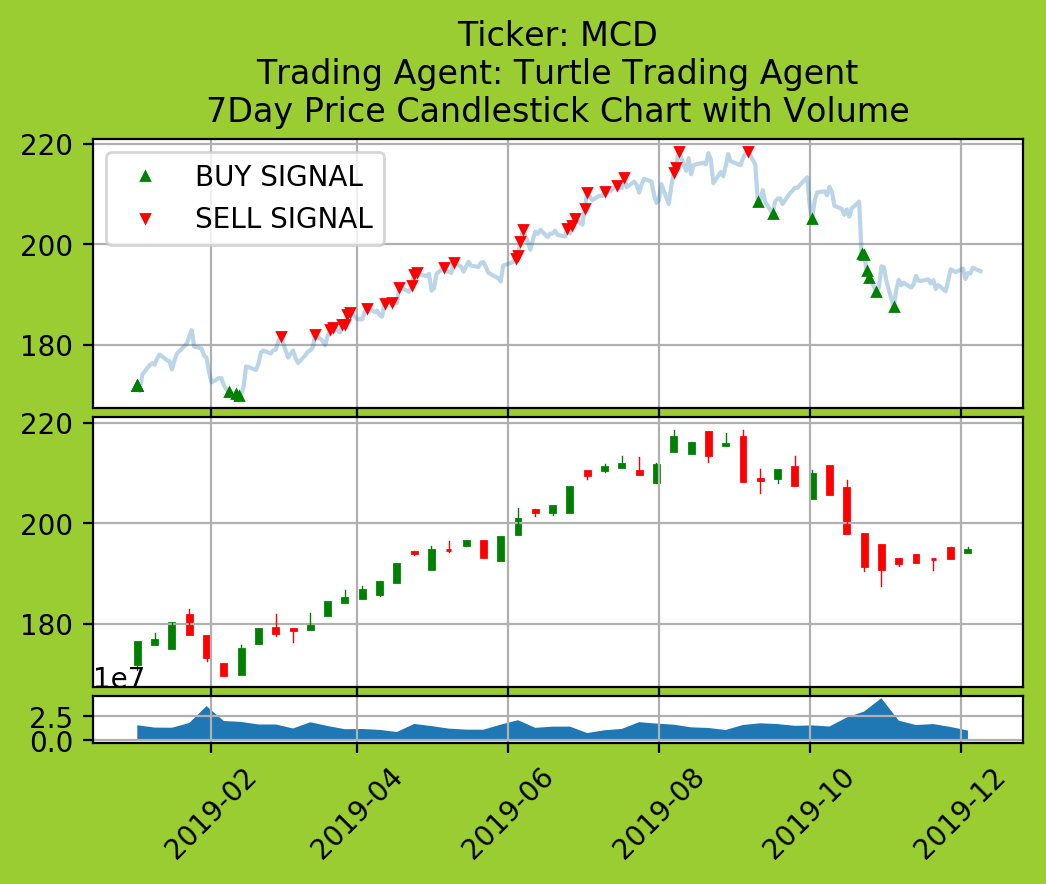 Ticker: MCD
Trading Agent: Turtle Trading Agent
7Day Price Candlestick Chart with Volume
220
200
180
BUY SIGNAL
SELL SIGNAL
220
200
180
1e7
2.5
0.0
2019-02
2019-04
2019-06
2019-08
2019-10
2019-12